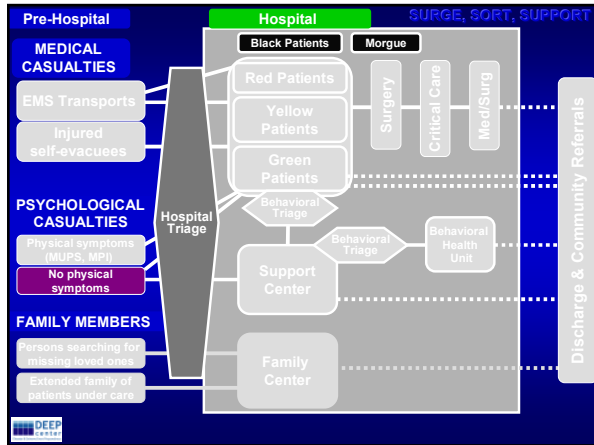 Pre-Hospital
Hospital
SURGE, SORT, SUPPORT
MEDICAL
CASUALTIES
Black Patients
Morgue
EMS Transports
Injured
self-evacuees
Hospital
Triage
Red Patients
Yellow
Patients
Green
Patients
Surgery
Critical Care
Med/Surg
Discharge & Community Referrals
PSYCHOLOGICAL
CASUALTIES
Physical symptoms
(MUPS, MPI)
No physical
symptoms
Behavioral
Triage
Behavioral
Triage
Behavioral
Health
Unit
Support
Center
FAMILY MEMBERS
Persons searching for
missing loved ones
Extended family of
patients under care
Family
Center
DEEP
center